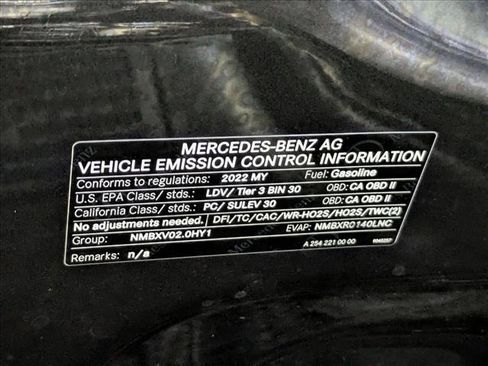 MERCEDES-BENZ AG
VEHICLE EMISSION CONTROL INFORMATION
Conforms to regulations: 2022 MY Fuel: Gasoline
U.S. EPA Class/ stds.: LDV/ Tier 3 BIN 30 OBD: CA OBD II
California Class/ stds.: PC/ SULEV 30 OBD: CA OBD II
No adjustments needed. DFI/TC/CAC/WR-HO2S/HO2S/TWC(2)
Group: NMBXV02.0HY1 EVAP: NMBXR0140LNC
Remarks: n/a A 254 221 00 00